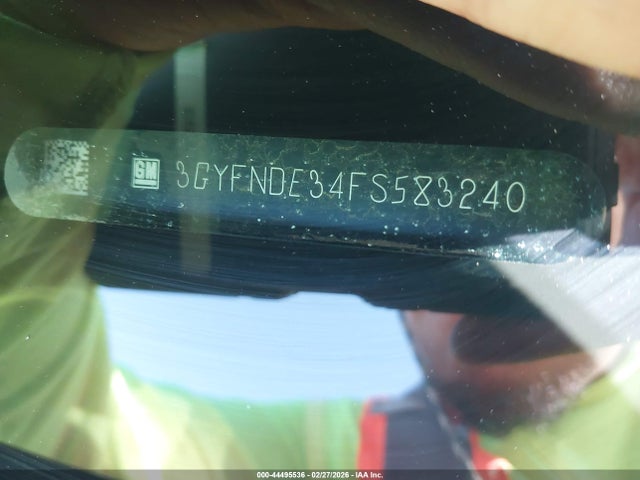 GM 3GYFNDE34FS583240
000-44495536 - 02/27/2026 - IAA Inc.